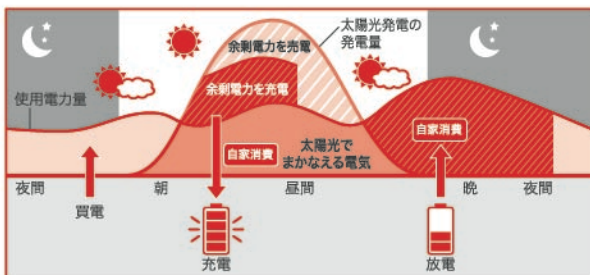 余剰電力を充電
太陽光発電の
発電量
余剰電力を充電
使用電力量
自家消費
太陽光で
まかなえる電気
自家消費
夜間
朝
昼間
晩
夜間
買電
充電
放電